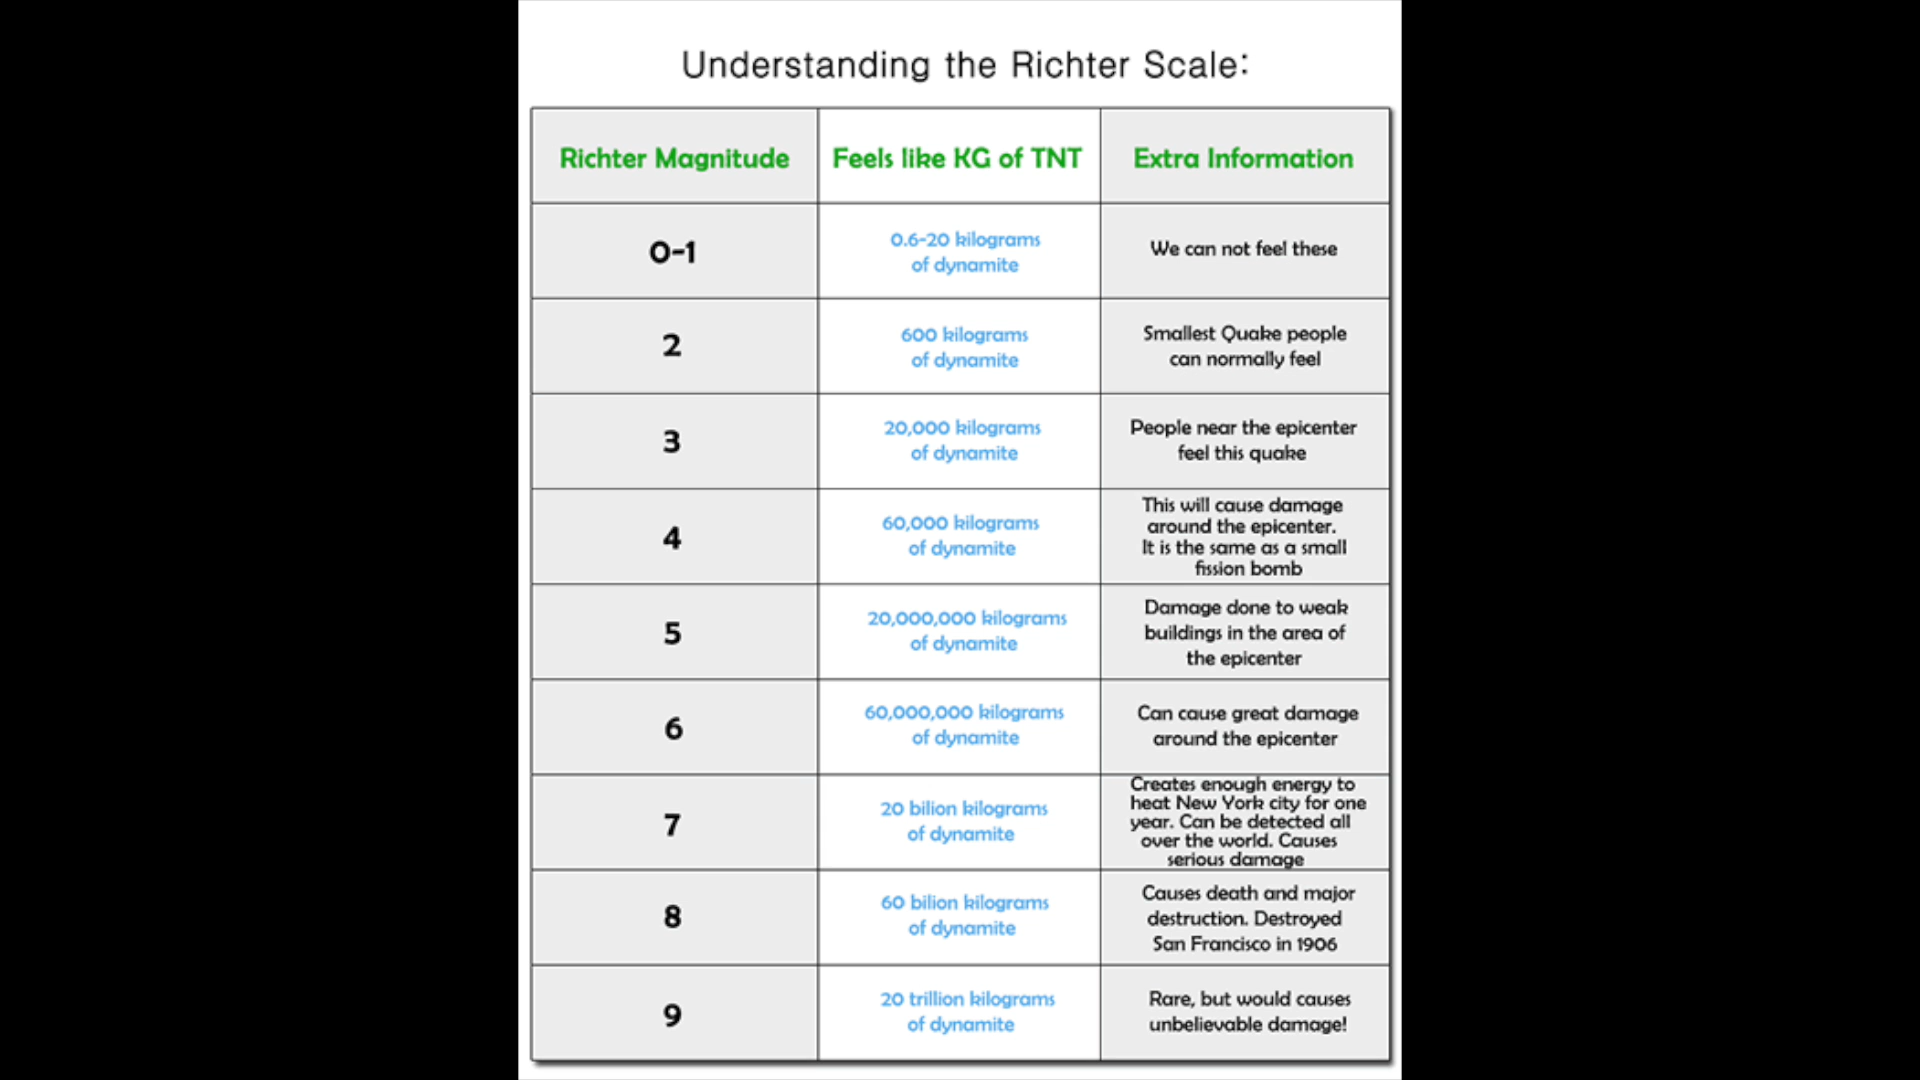 Understanding the Richter Scale:
Richter Magnitude
Feels like KG of TNT
Extra Information
0-1
0.6-20 kilograms
of dynamite
We can not feel these
2
600 kilograms
of dynamite
Smallest Quake people
can normally feel
3
20,000 kilograms
of dynamite
People near the epicenter
feel this quake
4
60,000 kilograms
of dynamite
This will cause damage
around the epicenter.
It is the same as a small
fission bomb
5
20,000,000 kilograms
of dynamite
Damage done to weak
buildings in the area of
the epicenter
6
60,000,000 kilograms
of dynamite
Can cause great damage
around the epicenter
7
20 bilion kilograms
of dynamite
Creates enough energy to
heat New York city for one
year. Can be detected all
over the world. Causes
serious damage
8
60 bilion kilograms
of dynamite
Causes death and major
destruction. Destroyed
San Francisco in 1906
9
20 trillion kilograms
of dynamite
Rare, but would causes
unbelievable damage!